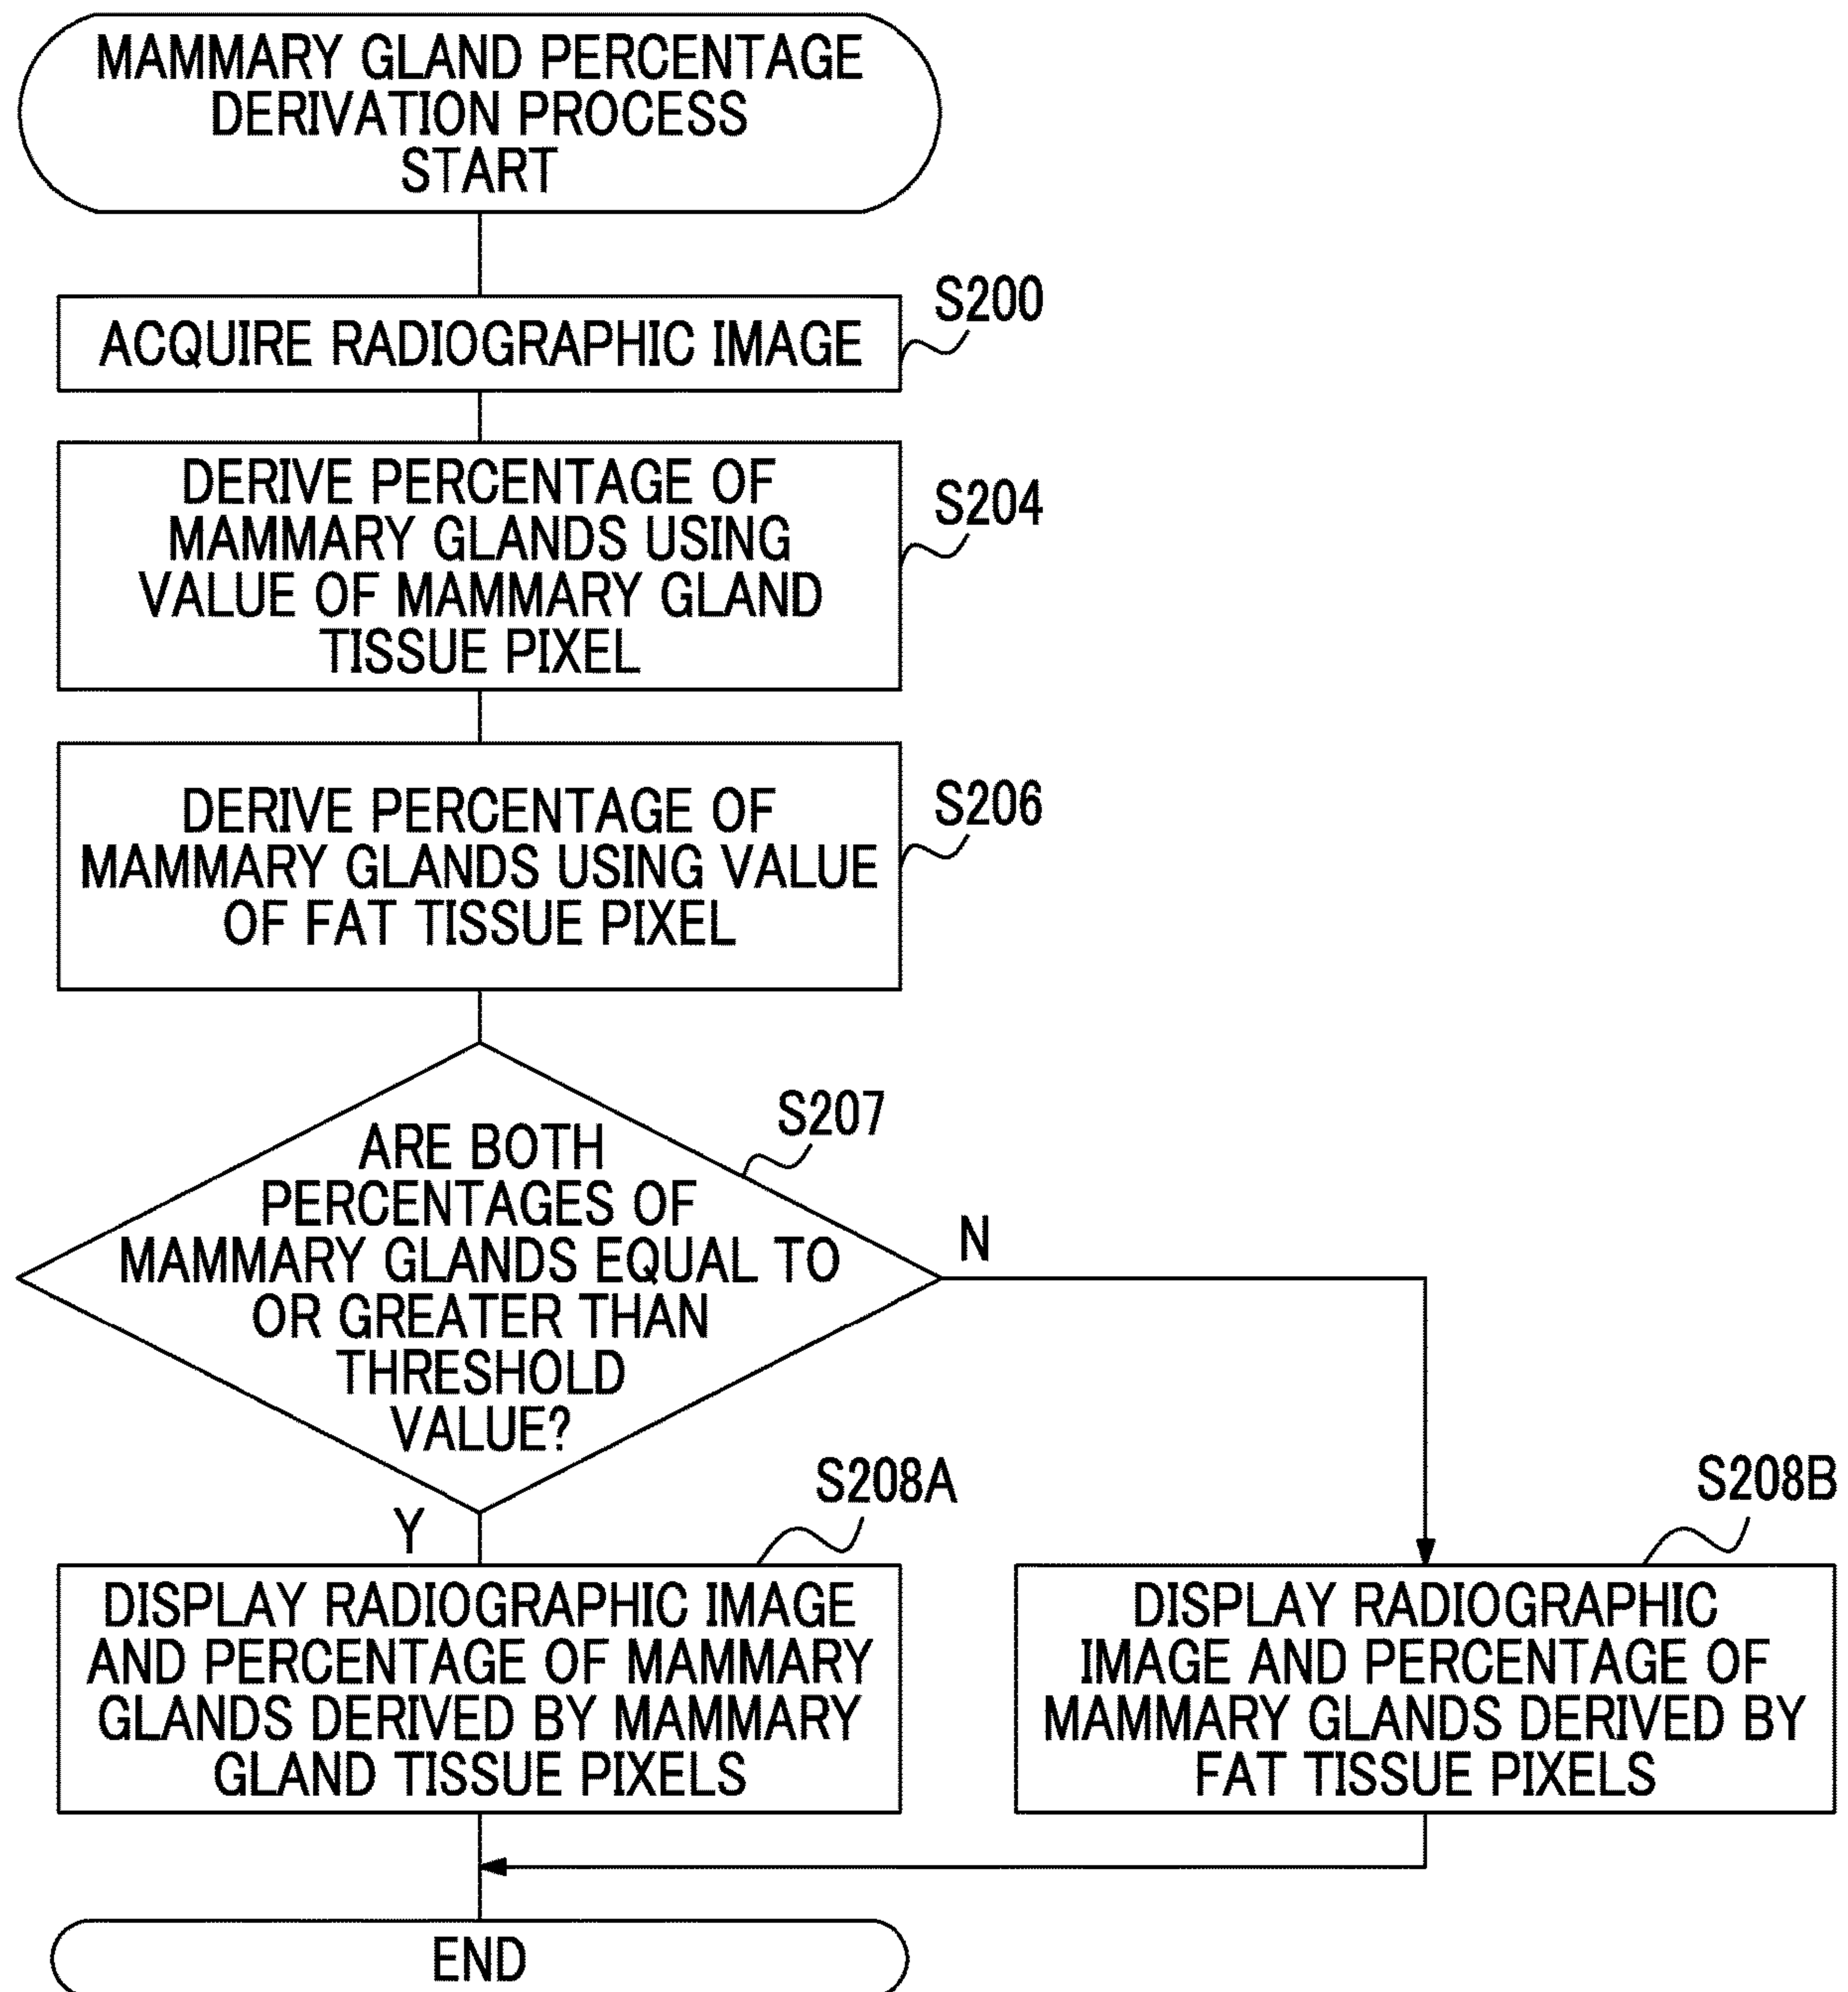 MAMMARY GLAND PERCENTAGE
DERIVATION PROCESS
START
S200
ACQUIRE RADIOGRAPHIC IMAGE
S204
DERIVE PERCENTAGE OF
MAMMARY GLANDS USING
VALUE OF MAMMARY GLAND
TISSUE PIXEL
S206
DERIVE PERCENTAGE OF
MAMMARY GLANDS USING VALUE
OF FAT TISSUE PIXEL
S207
ARE BOTH
PERCENTAGES OF
MAMMARY GLANDS EQUAL TO
OR GREATER THAN
THRESHOLD
VALUE?
N
Y
S208A
DISPLAY RADIOGRAPHIC IMAGE
AND PERCENTAGE OF MAMMARY
GLANDS DERIVED BY MAMMARY
GLAND TISSUE PIXELS
S208B
DISPLAY RADIOGRAPHIC
IMAGE AND PERCENTAGE OF
MAMMARY GLANDS DERIVED BY
FAT TISSUE PIXELS
END